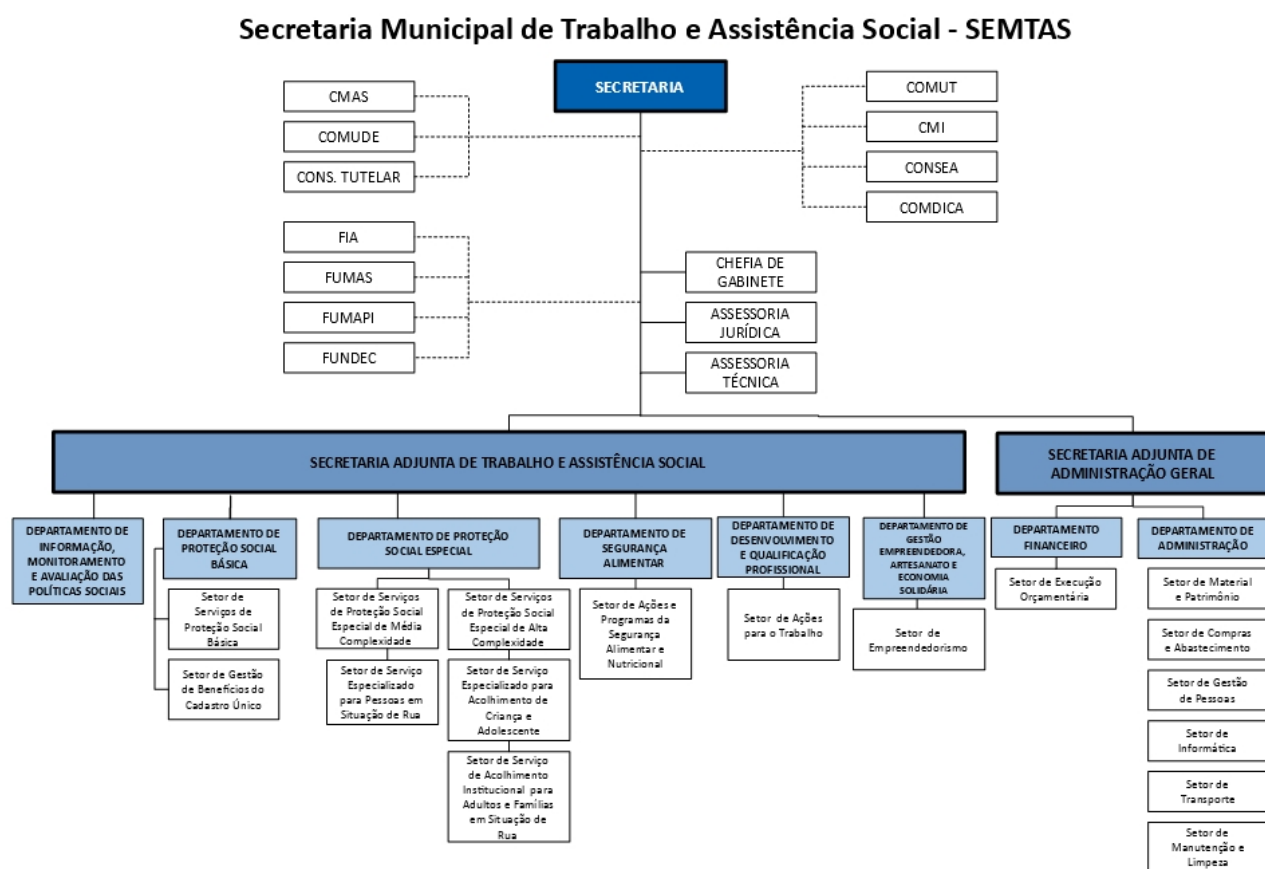 Secretaria Municipal de Trabalho e Assistência Social - SEMTAS
SECRETARIA
CMAS
COMUDE
CONS. TUTELAR
COMUT
CMI
CONSEA
COMDICA
FIA
FUMAS
FUMAPI
FUNDEC
CHEFIA DE
GABINETE
ASSESSORIA
JURÍDICA
ASSESSORIA
TÉCNICA
SECRETARIA ADJUNTA DE TRABALHO E ASSISTÊNCIA SOCIAL
SECRETARIA ADJUNTA DE
ADMINISTRAÇÃO GERAL
DEPARTAMENTO DE
INFORMAÇÃO,
MONITORAMENTO
E AVALIAÇÃO DAS
POLÍTICAS SOCIAIS
DEPARTAMENTO DE
PROTEÇÃO SOCIAL
BÁSICA
Setor de
Serviços de
Proteção Social
Básica
Setor de Gestão
de Benefícios do
Cadastro Único
DEPARTAMENTO DE PROTEÇÃO
SOCIAL ESPECIAL
Setor de Serviços
de Proteção Social
Especial de Média
Complexidade
Setor de Serviço
Especializado
para Pessoas em
Situação de Rua
Setor de Serviços
de Proteção Social
Especial de Alta
Complexidade
Setor de Serviço
Especializado para
Acolhimento de
Criança e
Adolescente
Setor de Serviço
de Acolhimento
Institucional para
Adultos e Famílias
em Situação de
Rua
DEPARTAMENTO DE
SEGURANÇA
ALIMENTAR
Setor de Ações e
Programas da
Segurança
Alimentar e
Nutricional
DEPARTAMENTO DE
DESENVOLVIMENTO
E QUALIFICAÇÃO
PROFISSIONAL
Setor de Ações
para o Trabalho
DEPARTAMENTO DE
GESTÃO
EMPREENDEDORA,
ARTESANATO E
ECONOMIA
SOLIDÁRIA
Setor de
Empreendedorismo
DEPARTAMENTO
FINANCEIRO
Setor de Execução
Orçamentária
DEPARTAMENTO DE
ADMINISTRAÇÃO
Setor de Material
e Patrimônio
Setor de Compras
e Abastecimento
Setor de Gestão
de Pessoas
Setor de
Informática
Setor de
Transporte
Setor de
Manutenção e
Limpeza